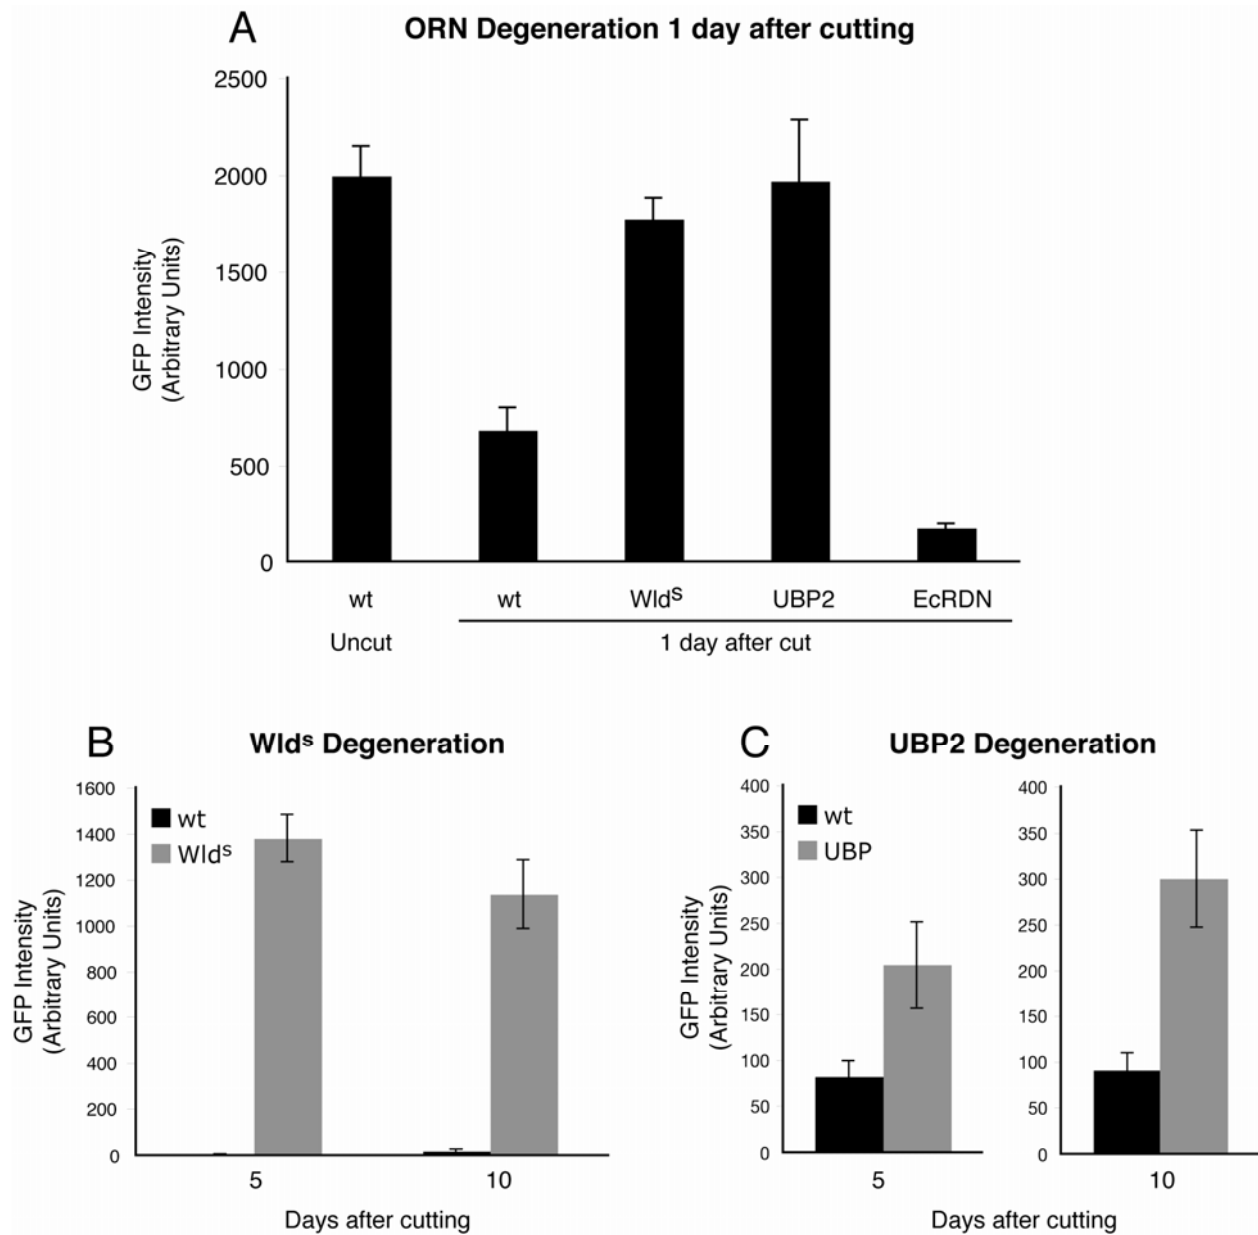 A
ORN Degeneration 1 day after cutting
GFP Intensity
(Arbitrary Units)
2500
2000
1500
1000
500
0
wt
wt
Wldˢ
UBP2
EcRDN
Uncut
1 day after cut
B
Wldˢ Degeneration
GFP Intensity
(Arbitrary Units)
1600
1400
1200
1000
800
600
400
200
0
wt
Wldˢ
5
10
Days after cutting
C
UBP2 Degeneration
GFP Intensity
(Arbitrary Units)
400
350
300
250
200
150
100
50
0
wt
UBP
5
400
350
300
250
200
150
100
50
0
10
Days after cutting